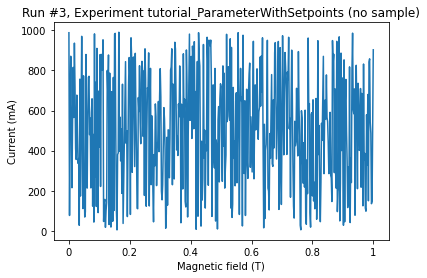 Run #3, Experiment tutorial_ParameterWithSetpoints (no sample)
1000
800
600
400
200
0
Current (mA)
0 0.2 0.4 0.6 0.8 1
Magnetic field (T)